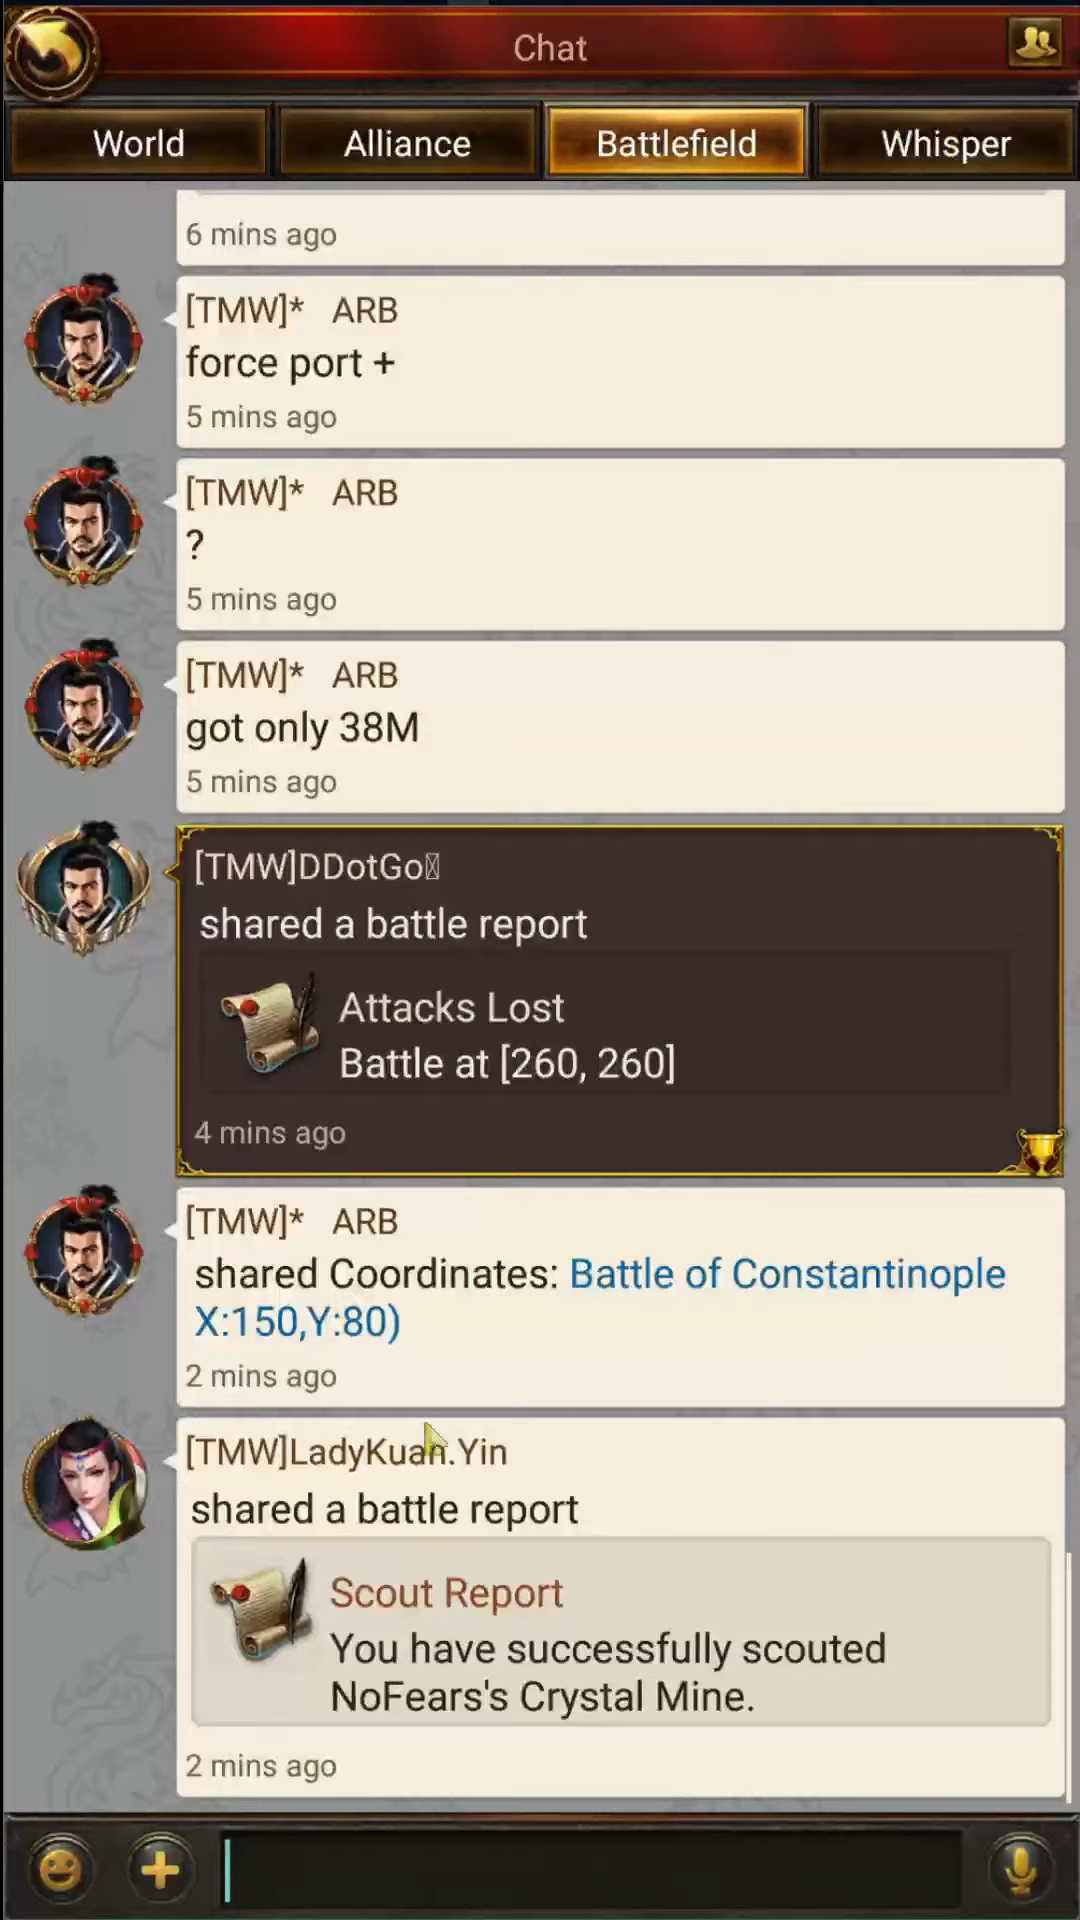 Chat
World
Alliance
Battlefield
Whisper
6 mins ago
[TMW]* ARB
force port +
5 mins ago
[TMW]* ARB
?
5 mins ago
[TMW]* ARB
got only 38M
5 mins ago
[TMW]DDotGo
shared a battle report
Attacks Lost
Battle at [260, 260]
4 mins ago
[TMW]* ARB
shared Coordinates: Battle of Constantinople
X:150,Y:80)
2 mins ago
[TMW]LadyKuan.Yin
shared a battle report
Scout Report
You have successfully scouted
NoFears's Crystal Mine.
2 mins ago